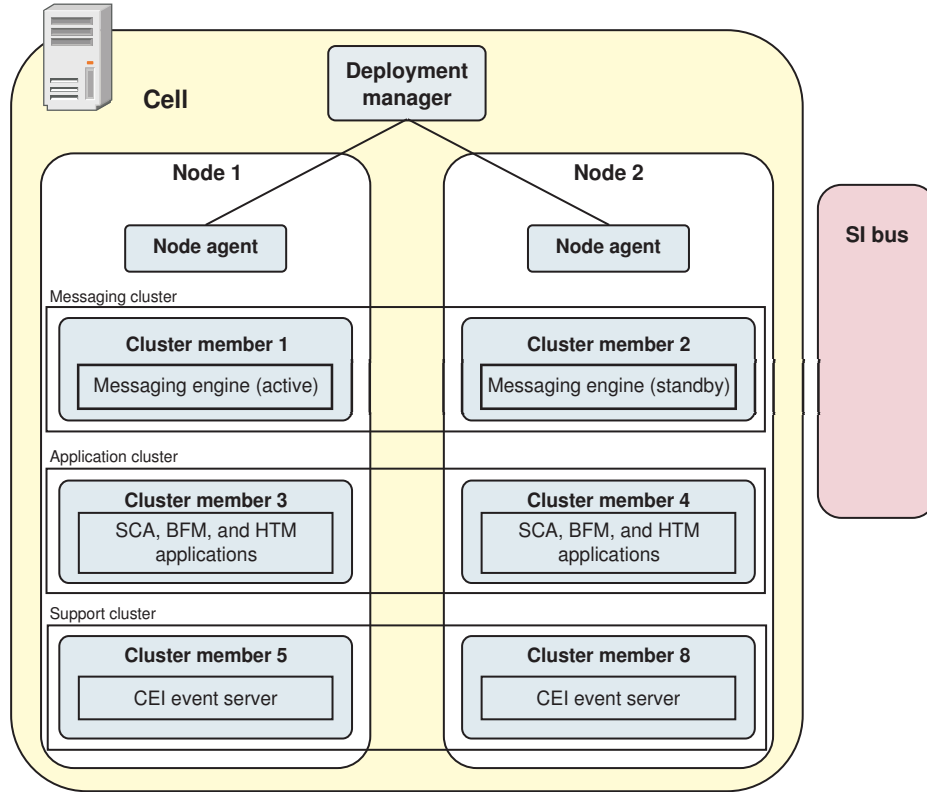 Deployment
manager
Cell
Node 1
Node 2
Node agent
Node agent
SI bus
Messaging cluster
Cluster member 1
Messaging engine (active)
Cluster member 2
Messaging engine (standby)
Application cluster
Cluster member 3
SCA, BFM, and HTM
applications
Cluster member 4
SCA, BFM, and HTM
applications
Support cluster
Cluster member 5
CEI event server
Cluster member 8
CEI event server